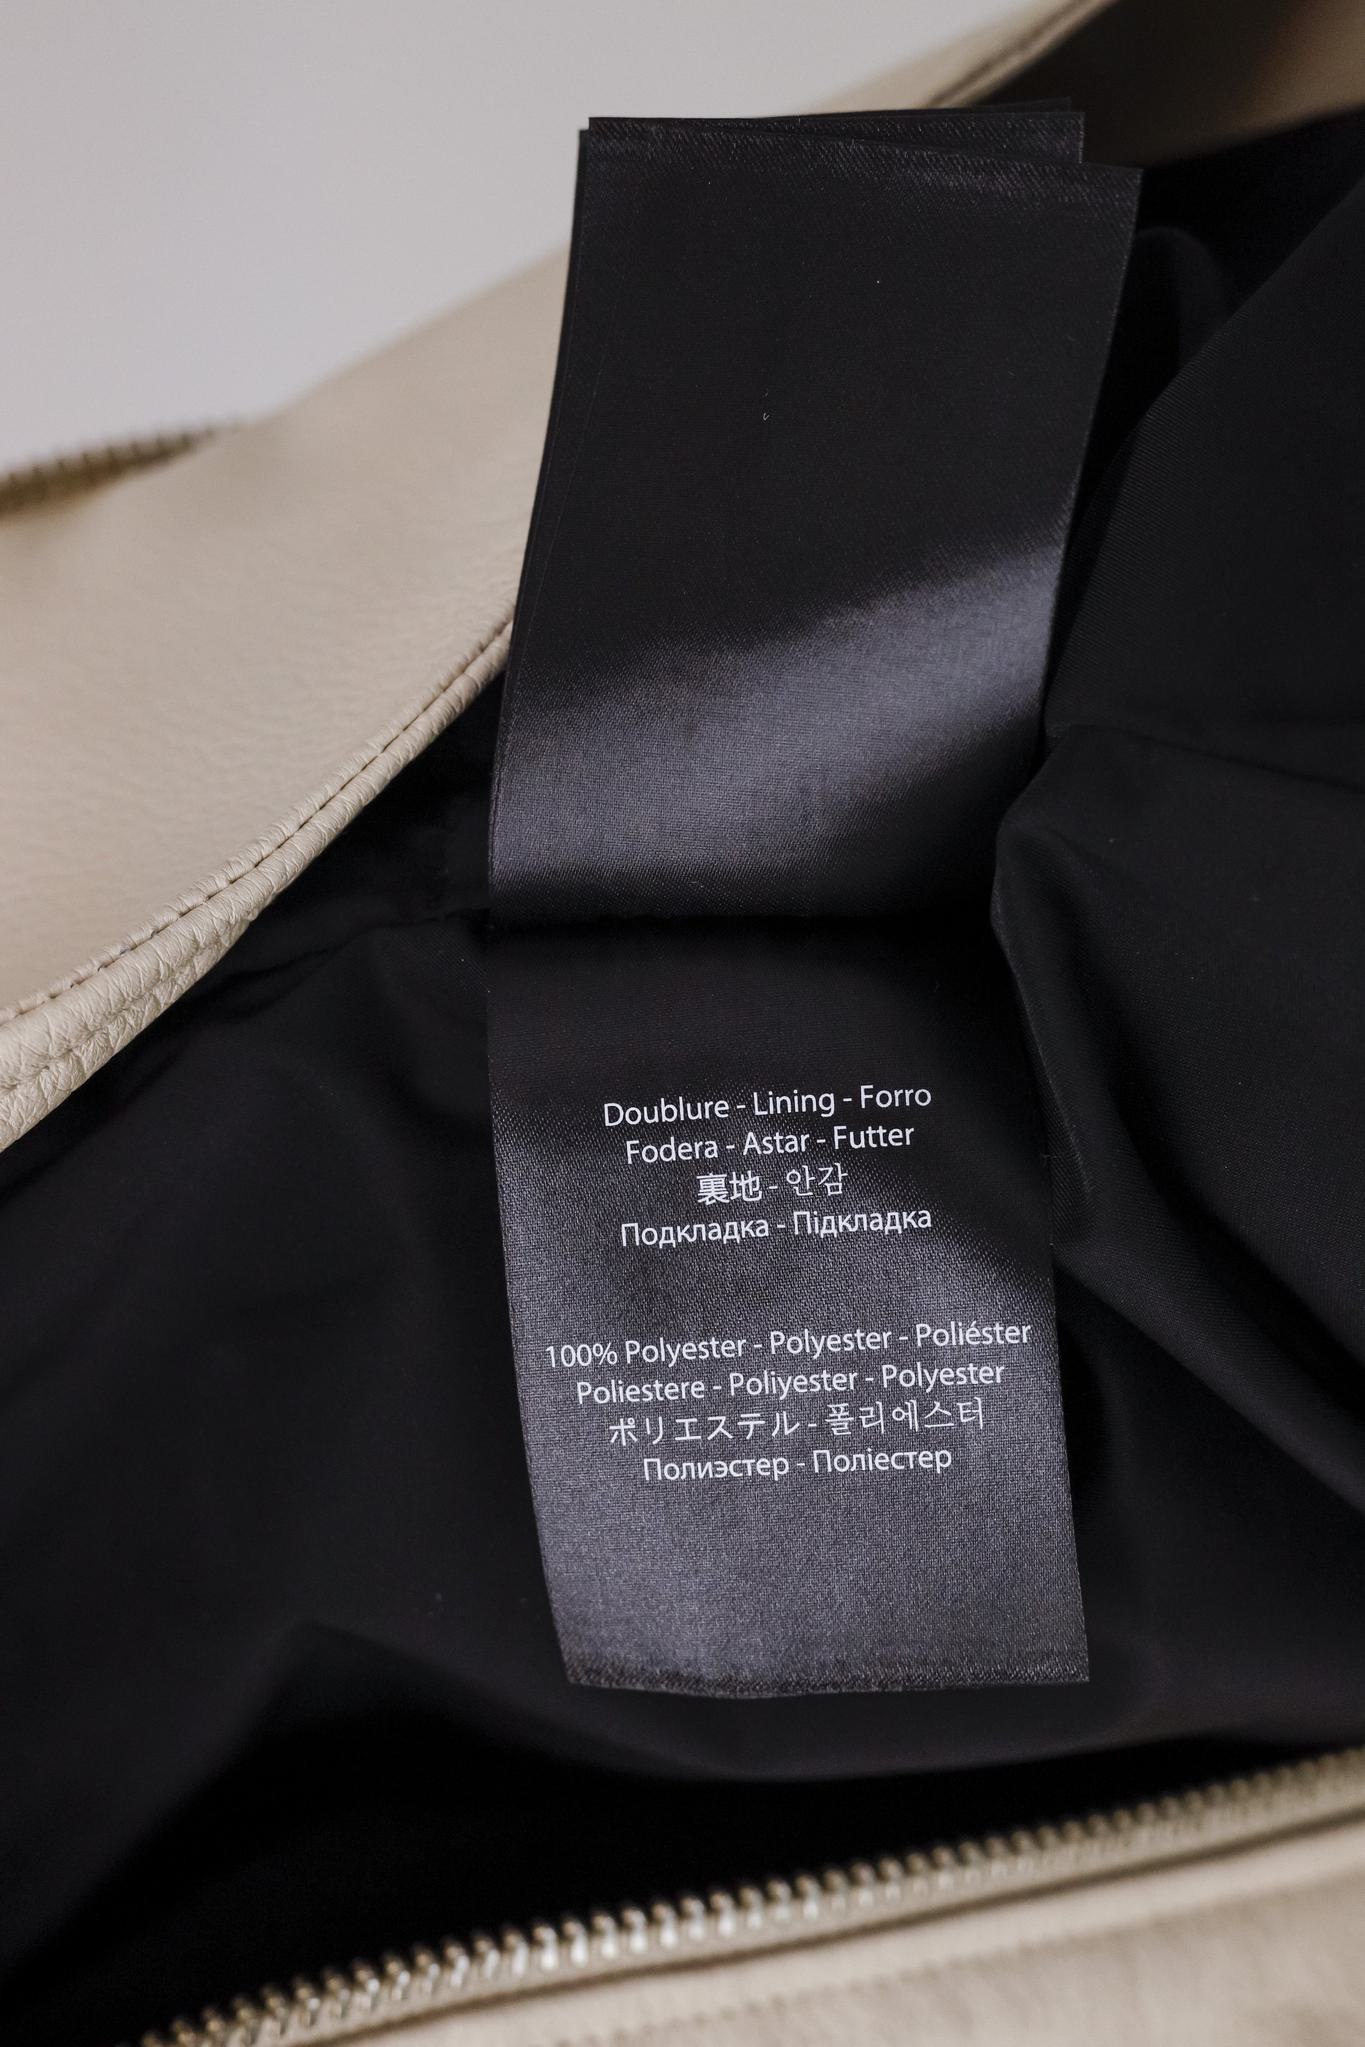 Doublure - Lining - Forro
Fodera - Astar - Futter
裏地 - 안감
Подкладка - Підкладка
100% Polyester - Polyester - Poliéster
Poliestere - Poliyester - Polyester
ポリエステル - 폴리에스터
Полиэстер - Поліестер